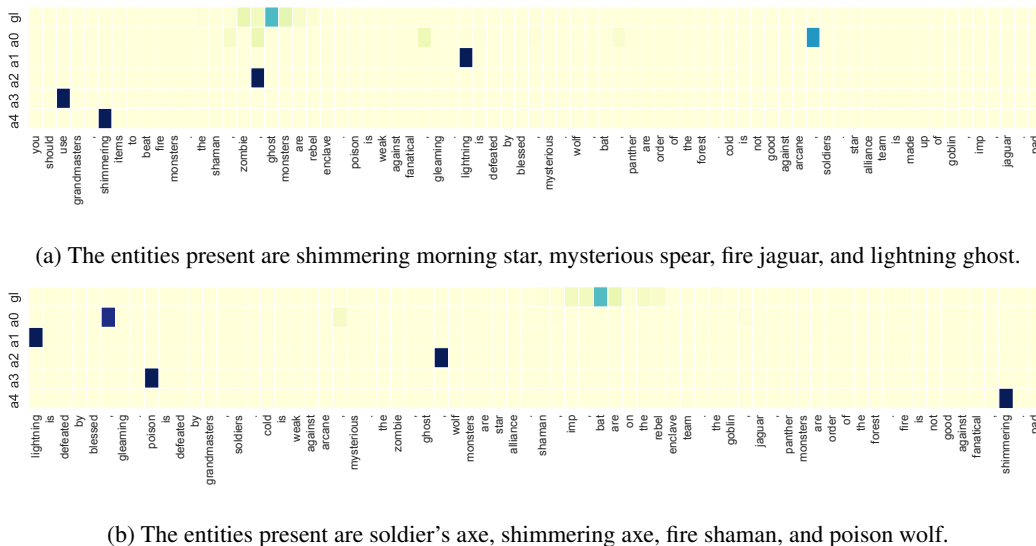 gl
a0
a1
a2
a3
a4
you should use grandmasters , shimmering items to beat fire monsters . the shaman , zombie , ghost monsters are rebel enclave . poison is weak against fanatical , gleaming . lightning is defeated by blessed , mysterious . wolf , bat , panther are order of the forest . cold is not good against arcane , soldiers . star alliance team is made up of goblin , imp , jaguar . pad
(a) The entities present are shimmering morning star, mysterious spear, fire jaguar, and lightning ghost.
gl
a0
a1
a2
a3
a4
lightning is defeated by blessed , gleaming . poison is defeated by grandmasters , soldiers . cold is weak against arcane , mysterious . the zombie , ghost , wolf monsters are star alliance . shaman , imp , bat are on the rebel enclave team . the goblin , jaguar , panther monsters are order of the forest . fire is not good against fanatical , shimmering . pad
(b) The entities present are soldier's axe, shimmering axe, fire shaman, and poison wolf.